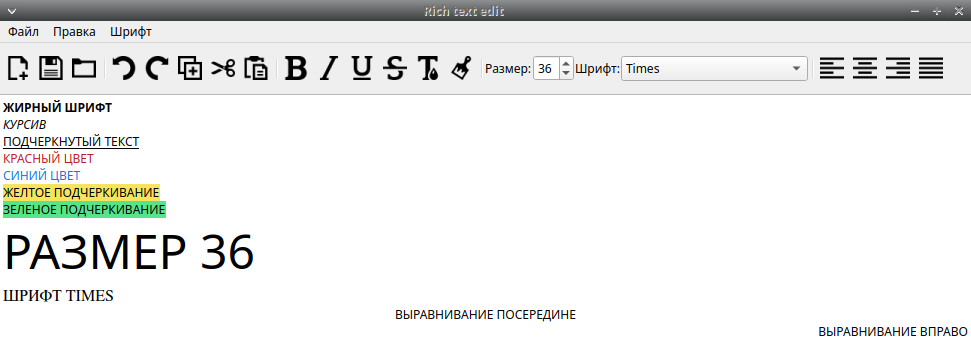 Rich text edit
Файл Правка Шрифт
Размер: 36 Шрифт: Times
ЖИРНЫЙ ШРИФТ
КУРСИВ
ПОДЧЕРКНУТЫЙ ТЕКСТ
КРАСНЫЙ ЦВЕТ
СИНИЙ ЦВЕТ
ЖЕЛТОЕ ПОДЧЕРКИВАНИЕ
ЗЕЛЕНОЕ ПОДЧЕРКИВАНИЕ
РАЗМЕР 36
ШРИФТ TIMES
ВЫРАВНИВАНИЕ ПОСЕРЕДИНЕ
ВЫРАВНИВАНИЕ ВПРАВО